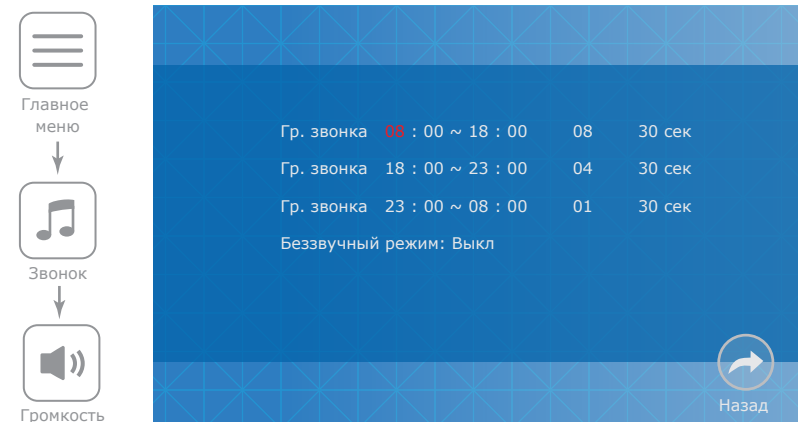 Главное
меню
Звонок
Громкость
Гр. звонка 08 : 00 ~ 18 : 00 08 30 сек
Гр. звонка 18 : 00 ~ 23 : 00 04 30 сек
Гр. звонка 23 : 00 ~ 08 : 00 01 30 сек
Беззвучный режим: Выкл
Назад